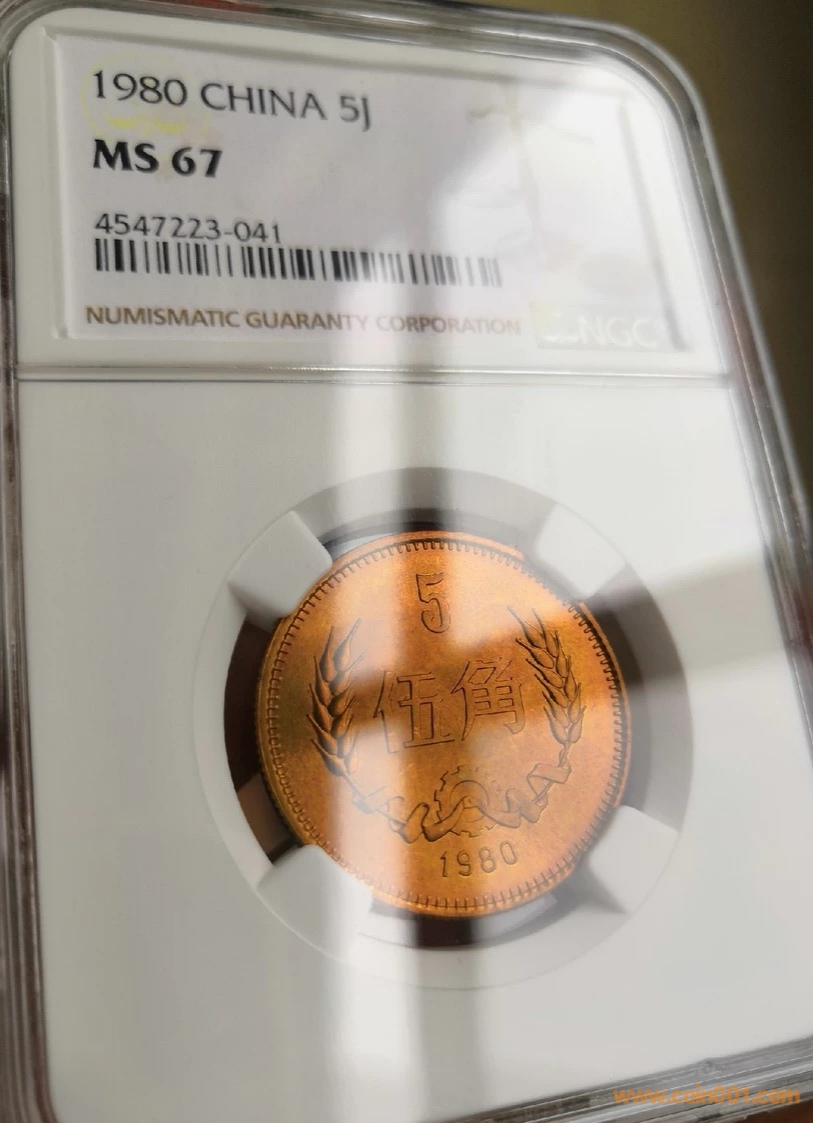 1980 CHINA 5J
MS 67
4547223-041
NUMISMATIC GUARANTY CORPORATION
NGC
5
伍角
1980
www.coin001.com